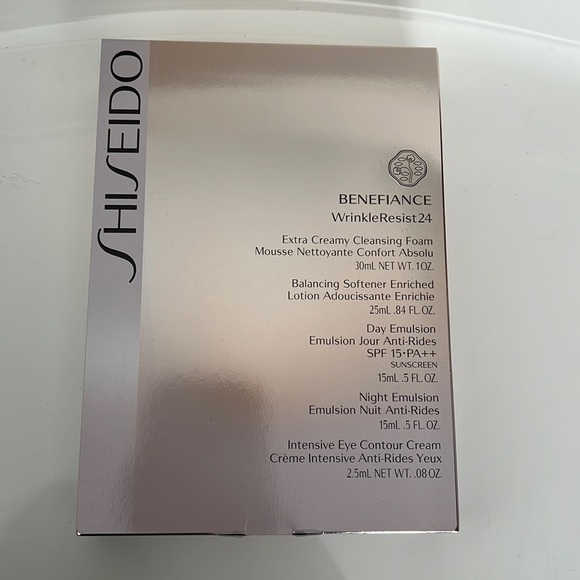 SHISEIDO
BENEFIANCE
WrinkleResist24
Extra Creamy Cleansing Foam
Mousse Nettoyante Confort Absolu
30mL NET WT. 1 OZ.
Balancing Softener Enriched
Lotion Adoucissante Enrichie
25mL .84 FL. OZ.
Day Emulsion
Emulsion Jour Anti-Rides
SPF 15•PA++
SUNSCREEN
15mL .5 FL. OZ.
Night Emulsion
Emulsion Nuit Anti-Rides
15mL .5 FL. OZ.
Intensive Eye Contour Cream
Crème Intensive Anti-Rides Yeux
2.5mL NET WT. .08 OZ.